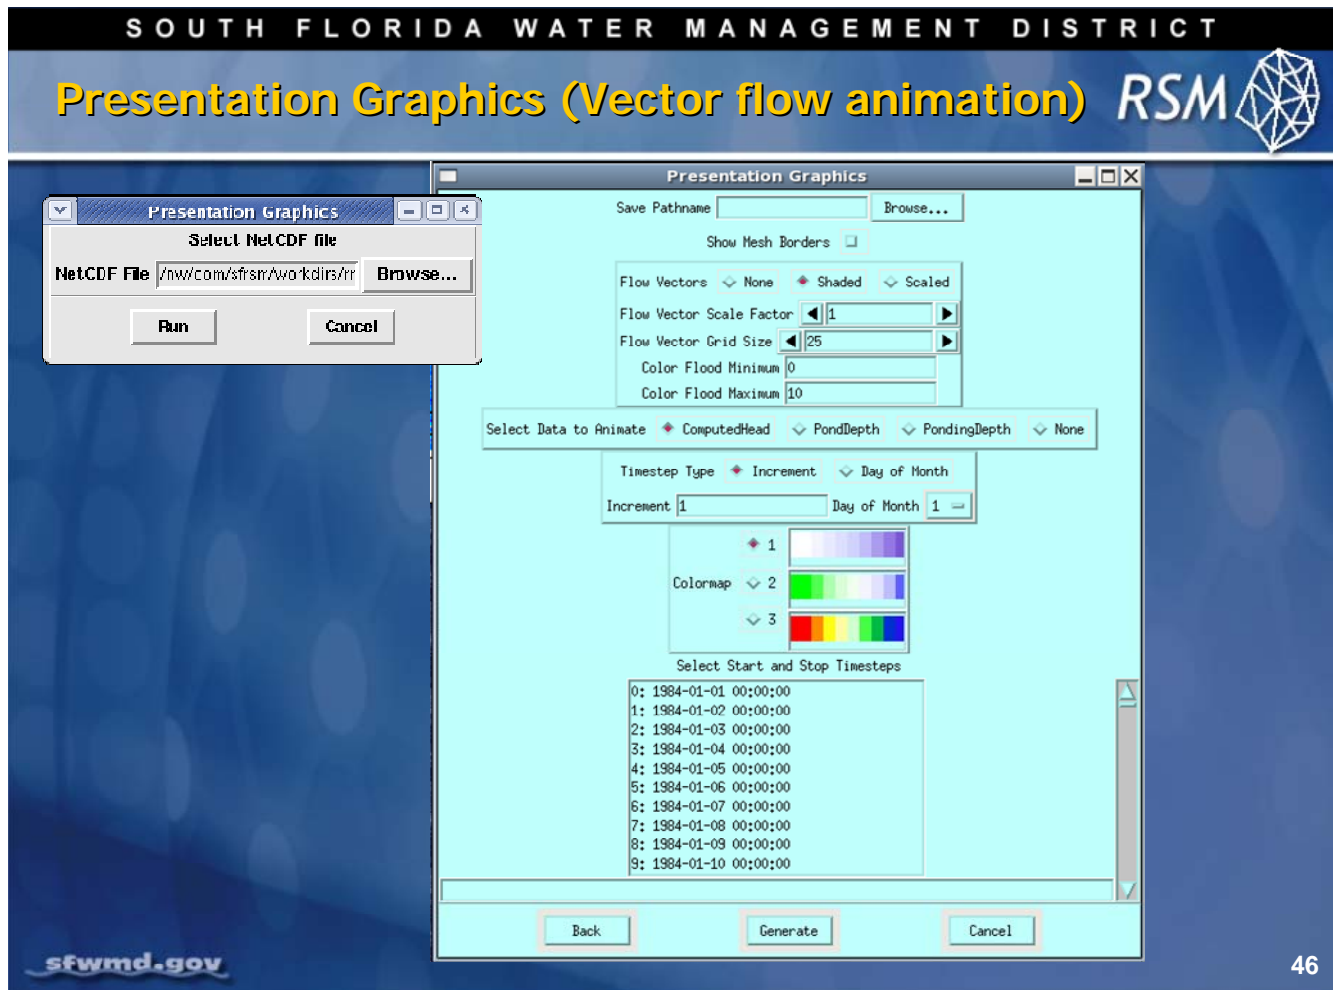 SOUTH FLORIDA WATER MANAGEMENT DISTRICT
Presentation Graphics (Vector flow animation)
RSM
Presentation Graphics
Select NetCDF file
NetCDF File /nw/com/sfrsm/workdirs/rr Browse...
Run Cancel
Presentation Graphics
Save Pathname Browse...
Show Mesh Borders
Flow Vectors None Shaded Scaled
Flow Vector Scale Factor 1
Flow Vector Grid Size 25
Color Flood Minimum 0
Color Flood Maximum 10
Select Data to Animate ComputedHead PondDepth PondingDepth None
Timestep Type Increment Day of Month
Increment 1 Day of Month 1
1
Colormap 2
3
Select Start and Stop Timesteps
0: 1984-01-01 00:00:00
1: 1984-01-02 00:00:00
2: 1984-01-03 00:00:00
3: 1984-01-04 00:00:00
4: 1984-01-05 00:00:00
5: 1984-01-06 00:00:00
6: 1984-01-07 00:00:00
7: 1984-01-08 00:00:00
8: 1984-01-09 00:00:00
9: 1984-01-10 00:00:00
Back Generate Cancel
sfwmd.gov
46